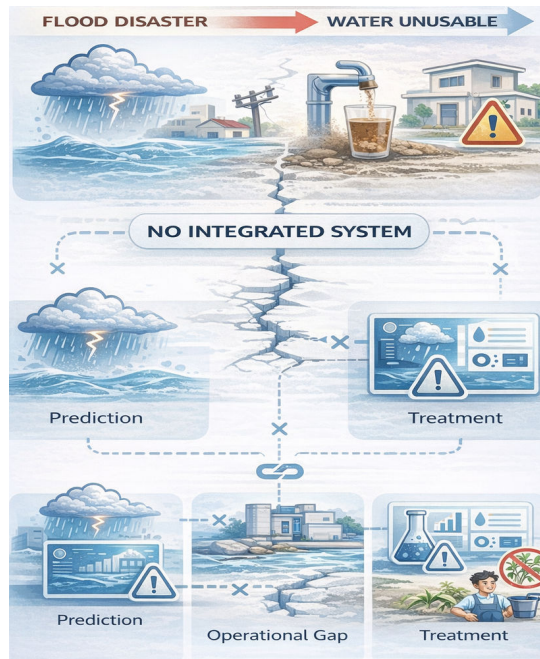 FLOOD DISASTER
WATER UNUSABLE
NO INTEGRATED SYSTEM
Prediction
Treatment
Prediction
Operational Gap
Treatment